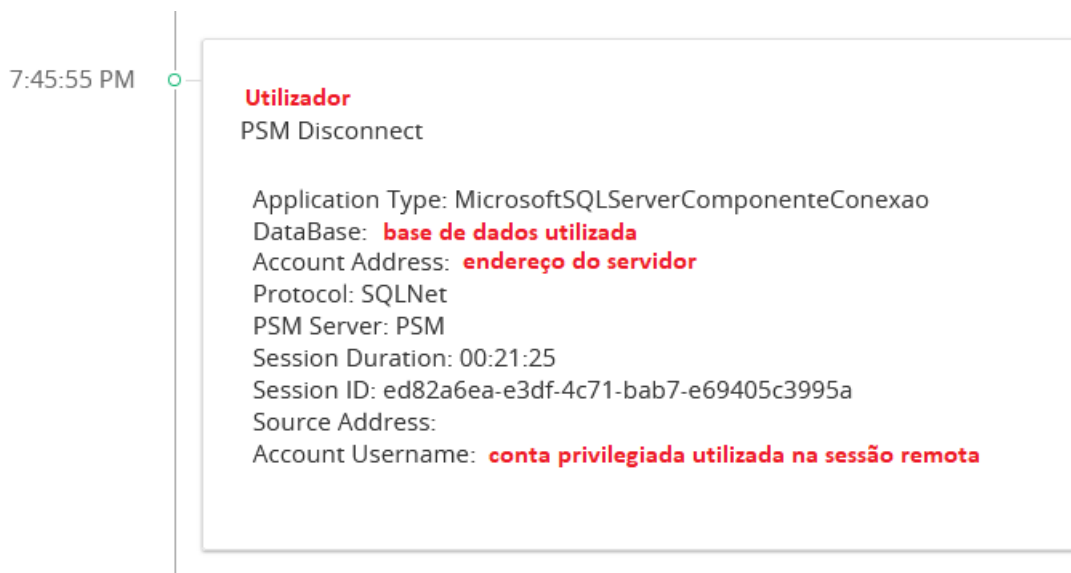 7:45:55 PM
Utilizador
PSM Disconnect
Application Type: MicrosoftSQLServerComponenteConexao
DataBase: base de dados utilizada
Account Address: endereço do servidor
Protocol: SQLNet
PSM Server: PSM
Session Duration: 00:21:25
Session ID: ed82a6ea-e3df-4c71-bab7-e69405c3995a
Source Address:
Account Username: conta privilegiada utilizada na sessão remota